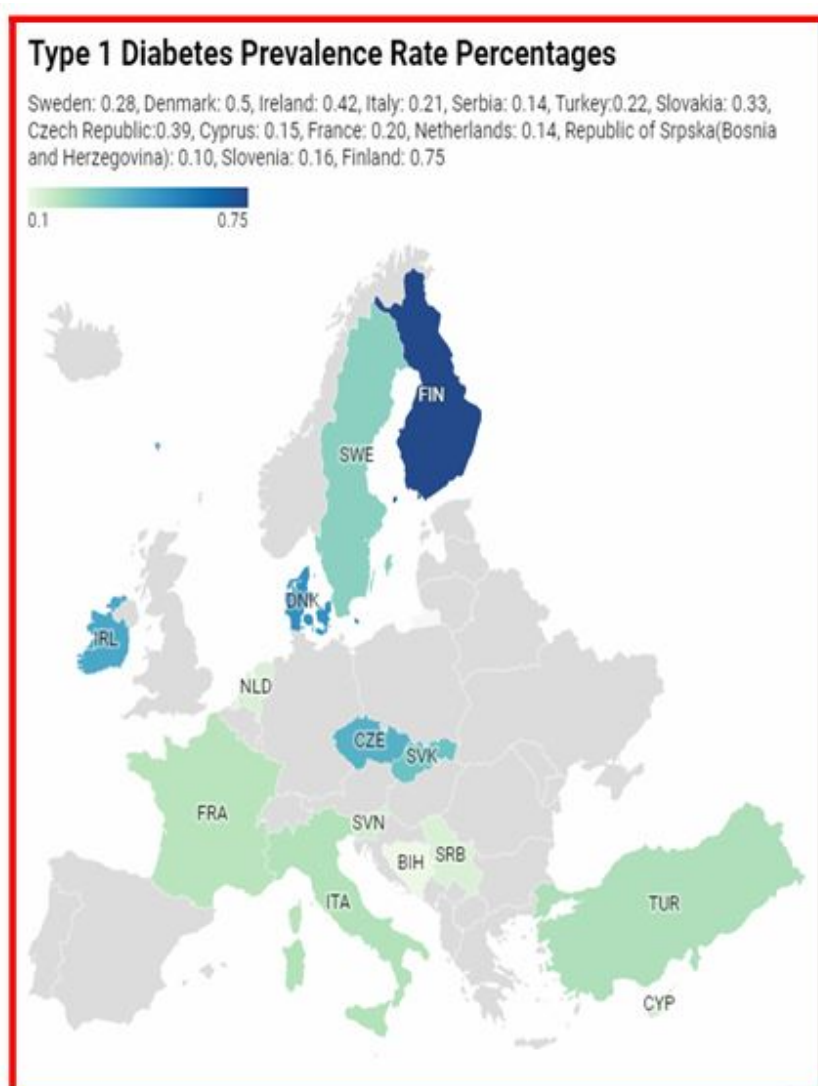 Type 1 Diabetes Prevalence Rate Percentages
Sweden: 0.28, Denmark: 0.5, Ireland: 0.42, Italy: 0.21, Serbia: 0.14, Turkey:0.22, Slovakia: 0.33,
Czech Republic:0.39, Cyprus: 0.15, France: 0.20, Netherlands: 0.14, Republic of Srpska(Bosnia
and Herzegovina): 0.10, Slovenia: 0.16, Finland: 0.75
0.1 0.75
FIN
SWE
DNK
IRL
NLD
CZE
SVK
FRA
SVN
BIH SRB
ITA
TUR
CYP